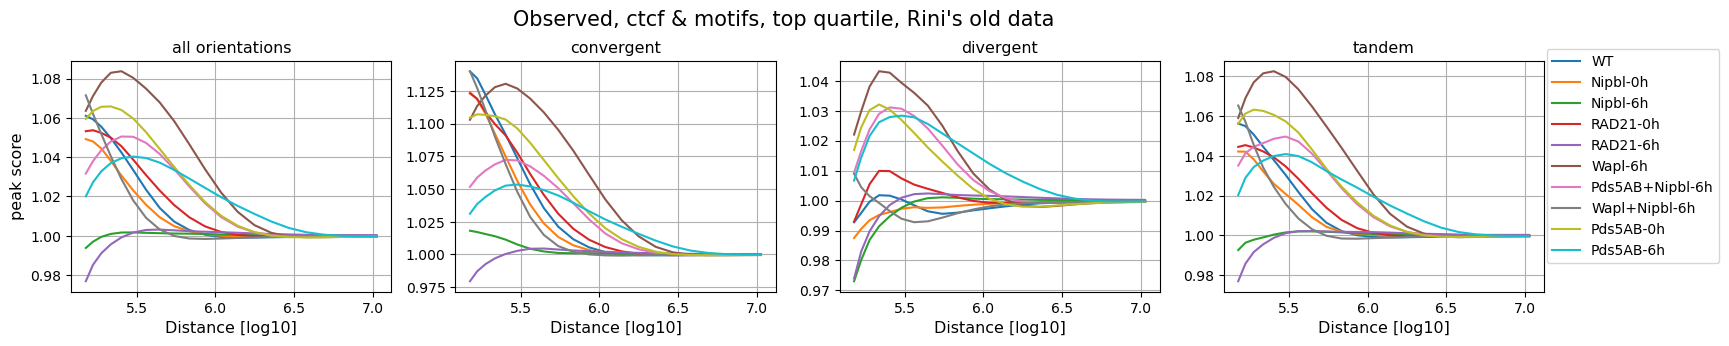 Observed, ctcf & motifs, top quartile, Rini's old data
all orientations
peak score
1.08
1.06
1.04
1.02
1.00
0.98
5.5 6.0 6.5 7.0
Distance [log10]
convergent
1.125
1.100
1.075
1.050
1.025
1.000
0.975
5.5 6.0 6.5 7.0
Distance [log10]
divergent
1.04
1.03
1.02
1.01
1.00
0.99
0.98
0.97
5.5 6.0 6.5 7.0
Distance [log10]
tandem
1.08
1.06
1.04
1.02
1.00
0.98
5.5 6.0 6.5 7.0
Distance [log10]
WT
Nipbl-0h
Nipbl-6h
RAD21-0h
RAD21-6h
Wapl-6h
Pds5AB+Nipbl-6h
Wapl+Nipbl-6h
Pds5AB-0h
Pds5AB-6h